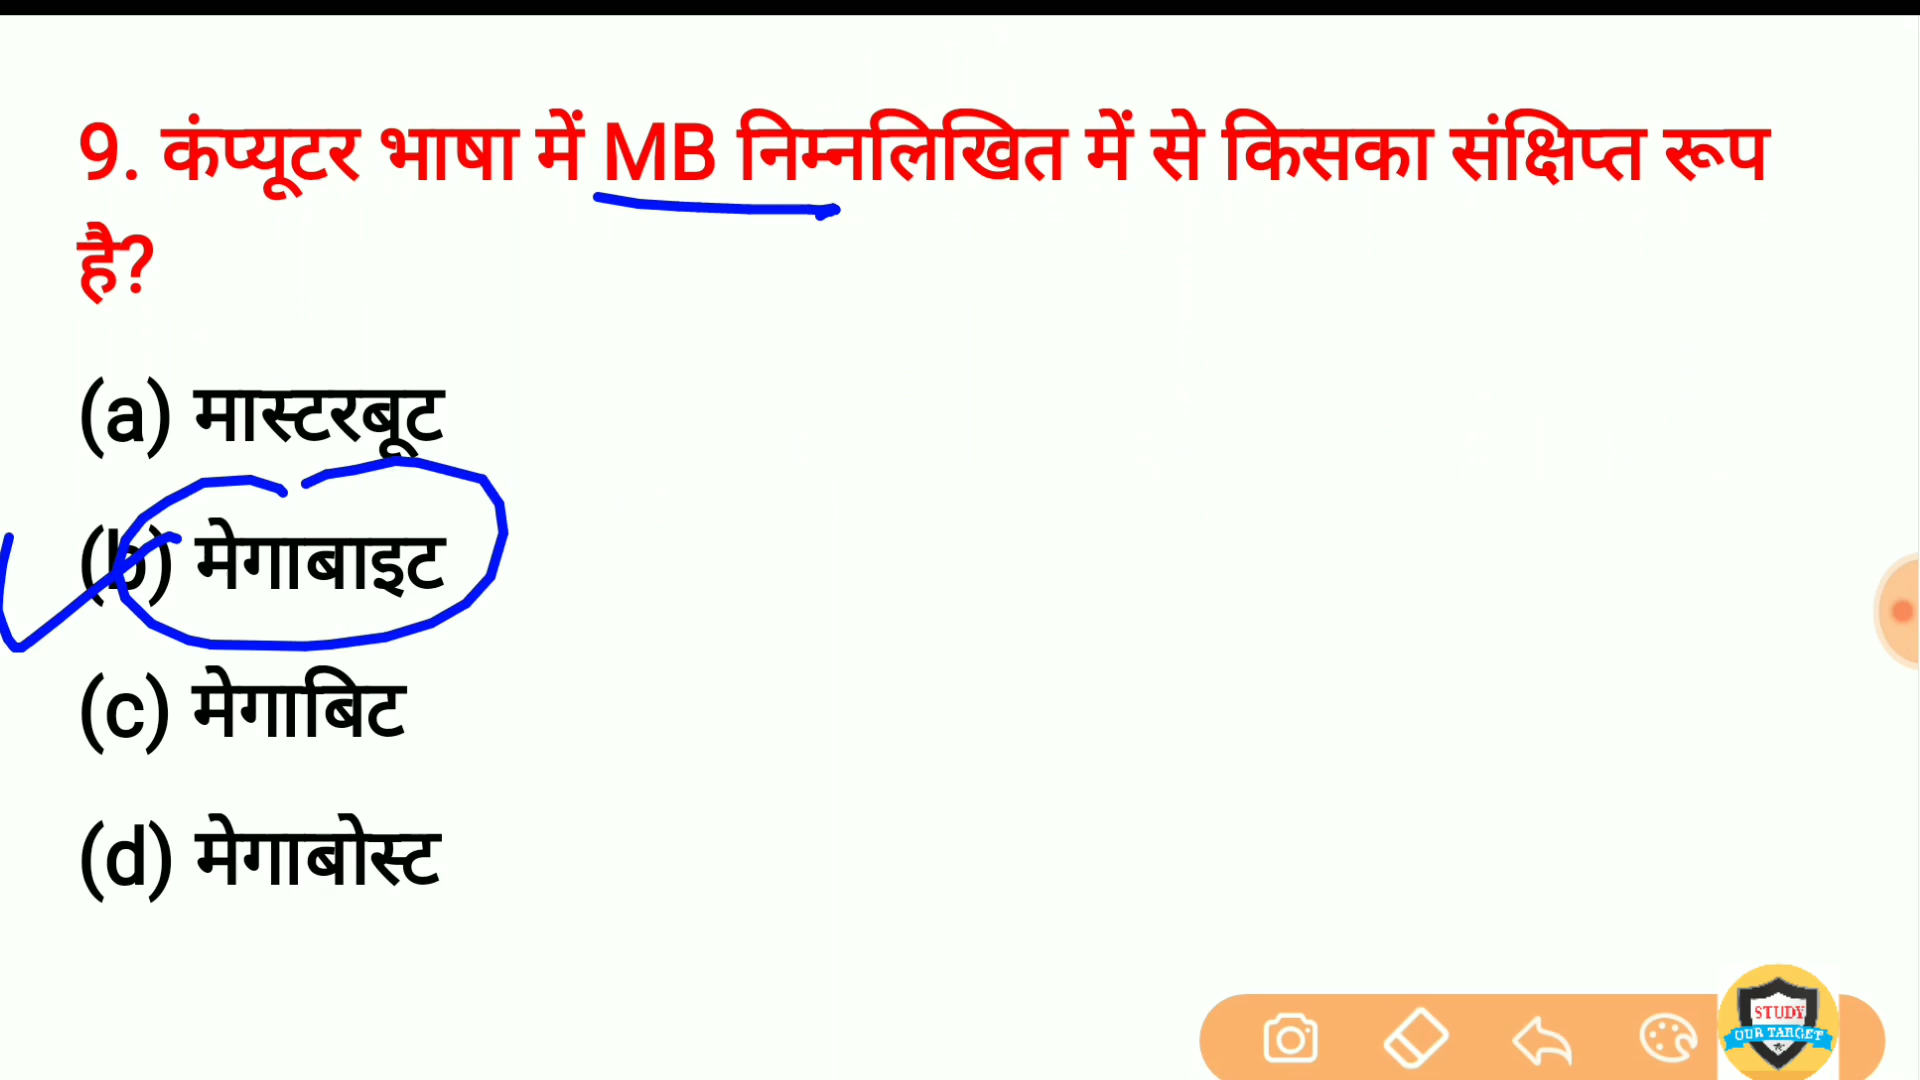 9. कंप्यूटर भाषा में MB निम्नलिखित में से किसका संक्षिप्त रूप
है?
(a) मास्टरबूट
(b) मेगाबाइट
(c) मेगाबिट
(d) मेगाबोस्ट
STUDY
OUR TARGET